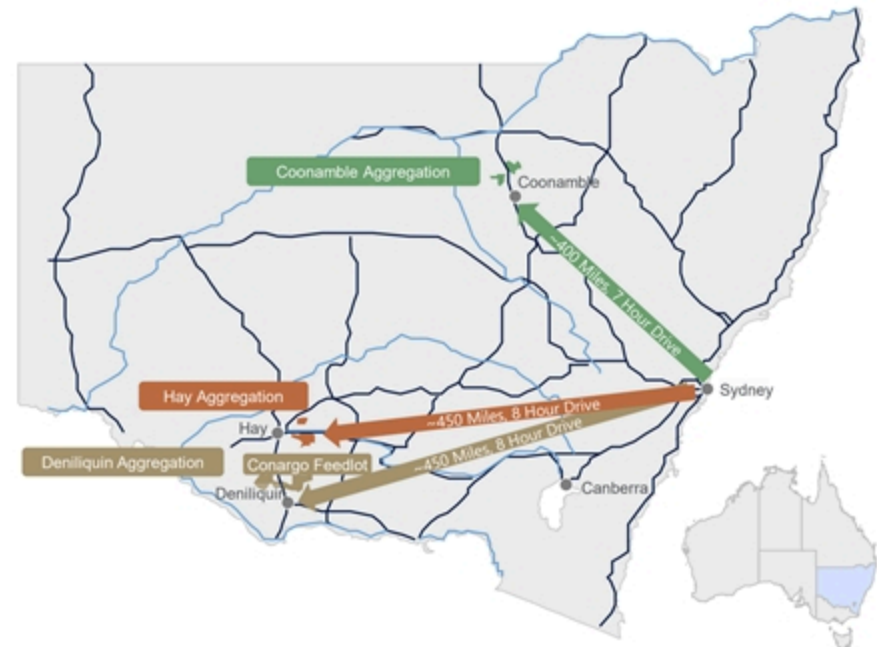 Coonamble Aggregation
Coonamble
~400 Miles, 7 Hour Drive
Hay Aggregation
Sydney
~450 Miles, 8 Hour Drive
Hay
~450 Miles, 8 Hour Drive
Deniliquin Aggregation
Conargo Feedlot
Deniliquin
Canberra